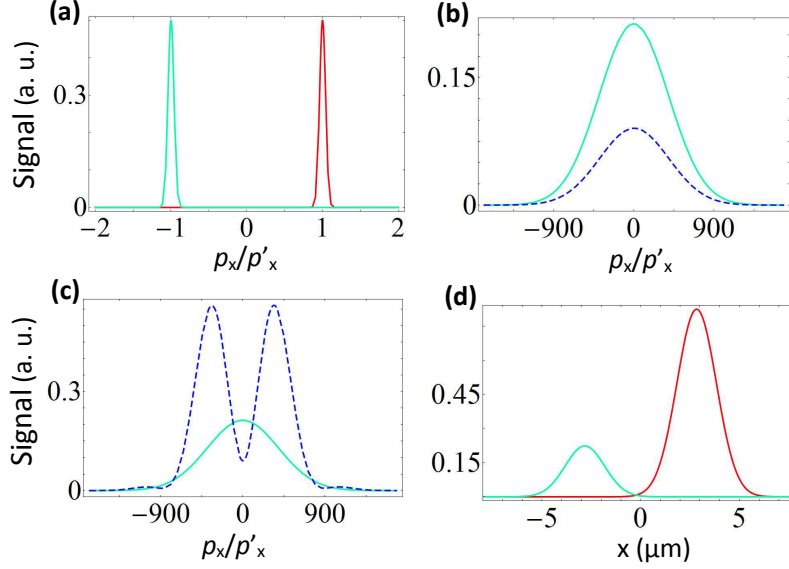 (a)
Signal (a. u.)
0.3
0
−2 −1 0 1 2
pₓ/p'ₓ
(b)
0.15
0
−900 0 900
pₓ/p'ₓ
(c)
Signal (a. u.)
0.3
0
−900 0 900
pₓ/p'ₓ
(d)
0.45
0.15
−5 0 5
x (μm)